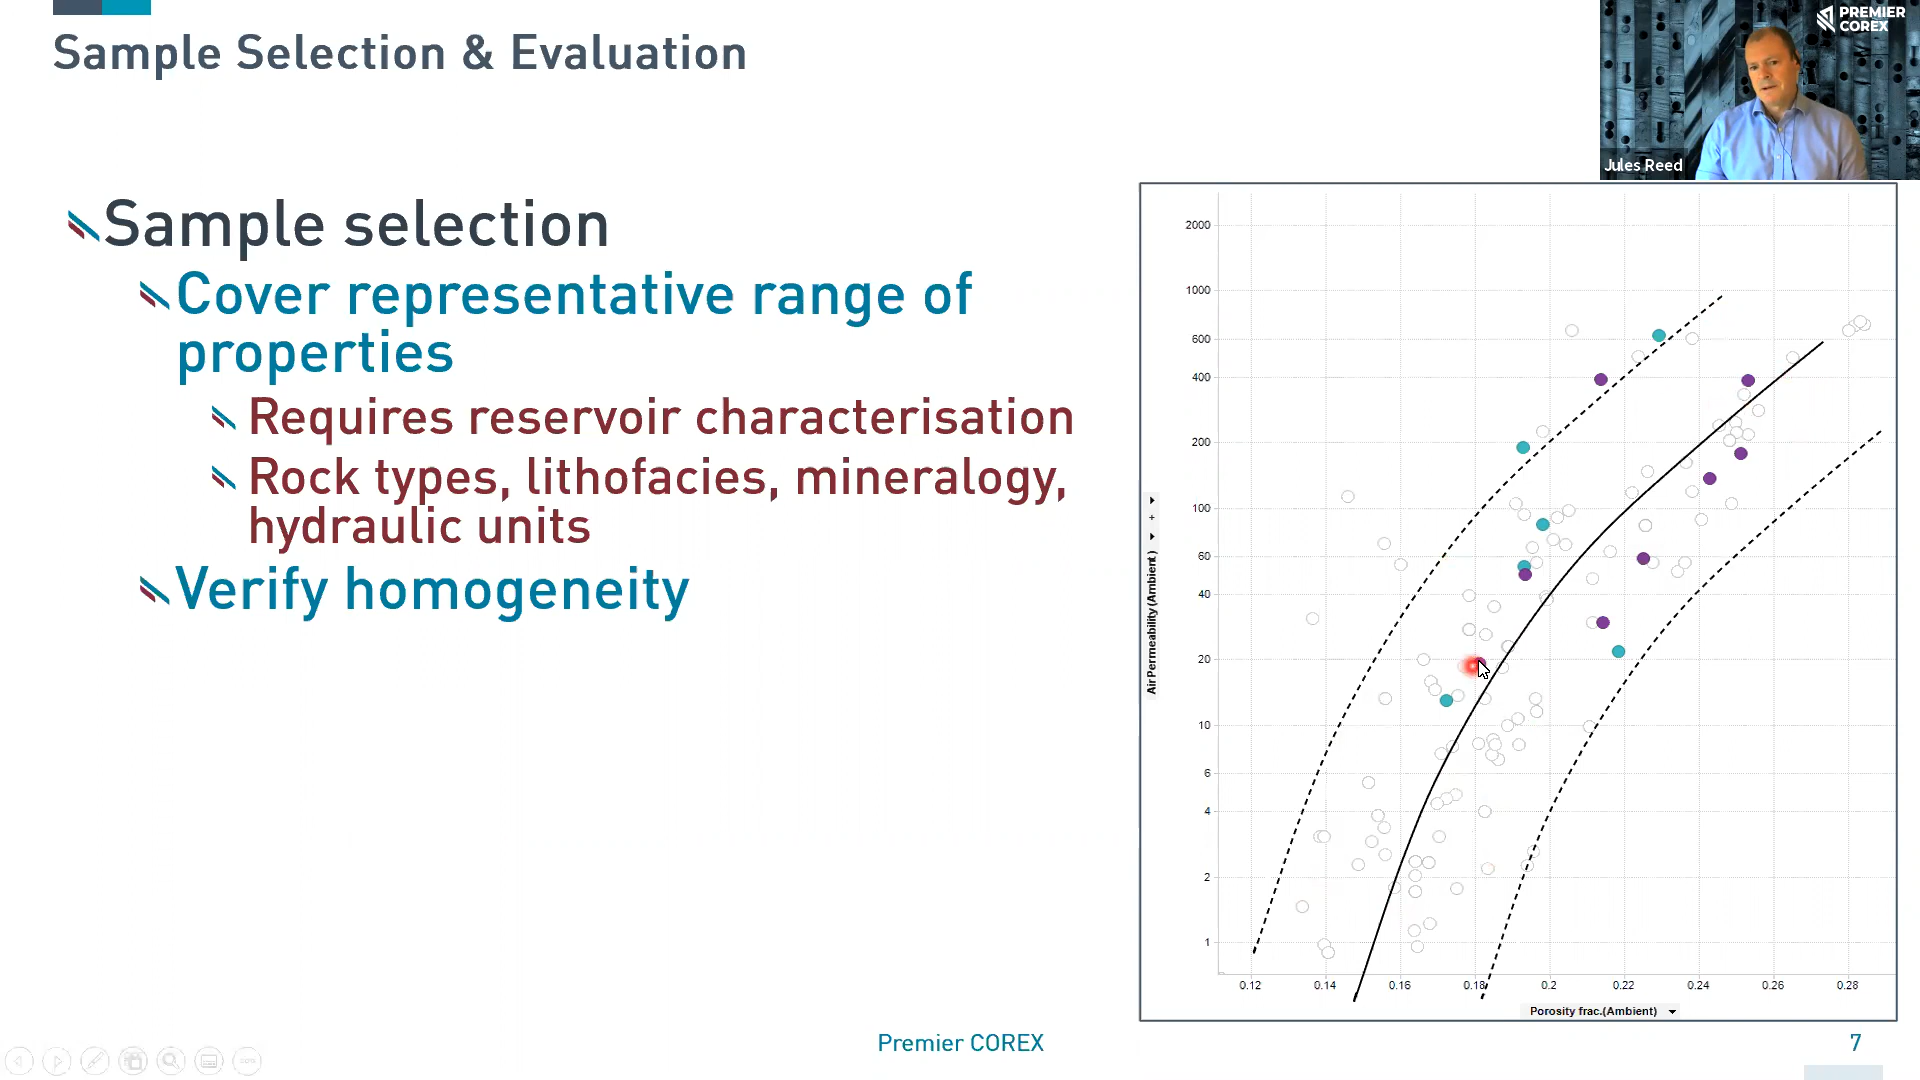 Sample Selection & Evaluation
PREMIER
COREX
Jules Reed
Sample selection
Cover representative range of
properties
Requires reservoir characterisation
Rock types, lithofacies, mineralogy,
hydraulic units
Verify homogeneity
2000
1000
600
400
200
100
60
40
20
10
6
4
2
1
Air Permeability (Ambient)
0.12 0.14 0.16 0.18 0.2 0.22 0.24 0.26 0.28
Porosity frac.(Ambient)
Premier COREX
7